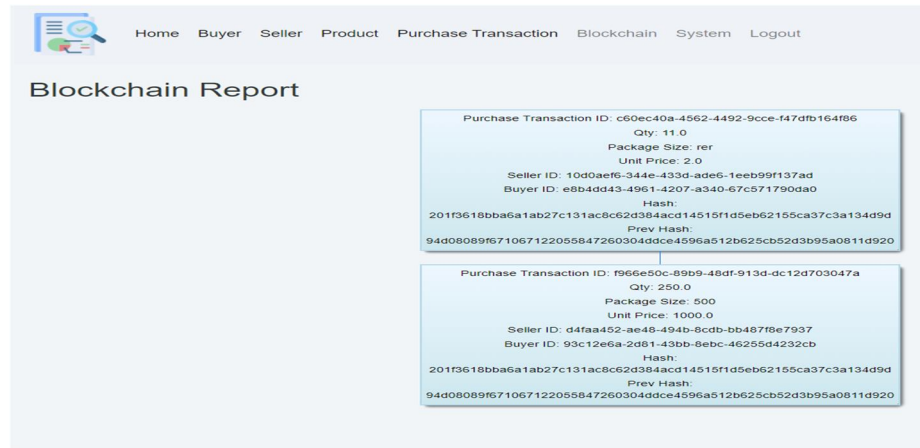 Home Buyer Seller Product Purchase Transaction Blockchain System Logout
Blockchain Report
Purchase Transaction ID: c60ec40a-4562-4492-9cce-f47dfb164f86
Qty: 11.0
Package Size: rer
Unit Price: 2.0
Seller ID: 10d0aef6-344e-433d-ade6-1eeb99f137ad
Buyer ID: e8b4dd43-4961-4207-a340-67c571790da0
Hash:
201f3618bba6a1ab27c131ac8c62d384acd14515f1d5eb62155ca37c3a134d9d
Prev Hash:
94d08089f671067122055847260304ddce4596a512b625cb52d3b95a0811d920
Purchase Transaction ID: f966e50c-89b9-48df-913d-dc12d703047a
Qty: 250.0
Package Size: 500
Unit Price: 1000.0
Seller ID: d4faa452-ae48-494b-8cdb-bb487f8e7937
Buyer ID: 93c12e6a-2d81-43bb-8ebc-46255d4232cb
Hash:
201f3618bba6a1ab27c131ac8c62d384acd14515f1d5eb62155ca37c3a134d9d
Prev Hash:
94d08089f671067122055847260304ddce4596a512b625cb52d3b95a0811d920